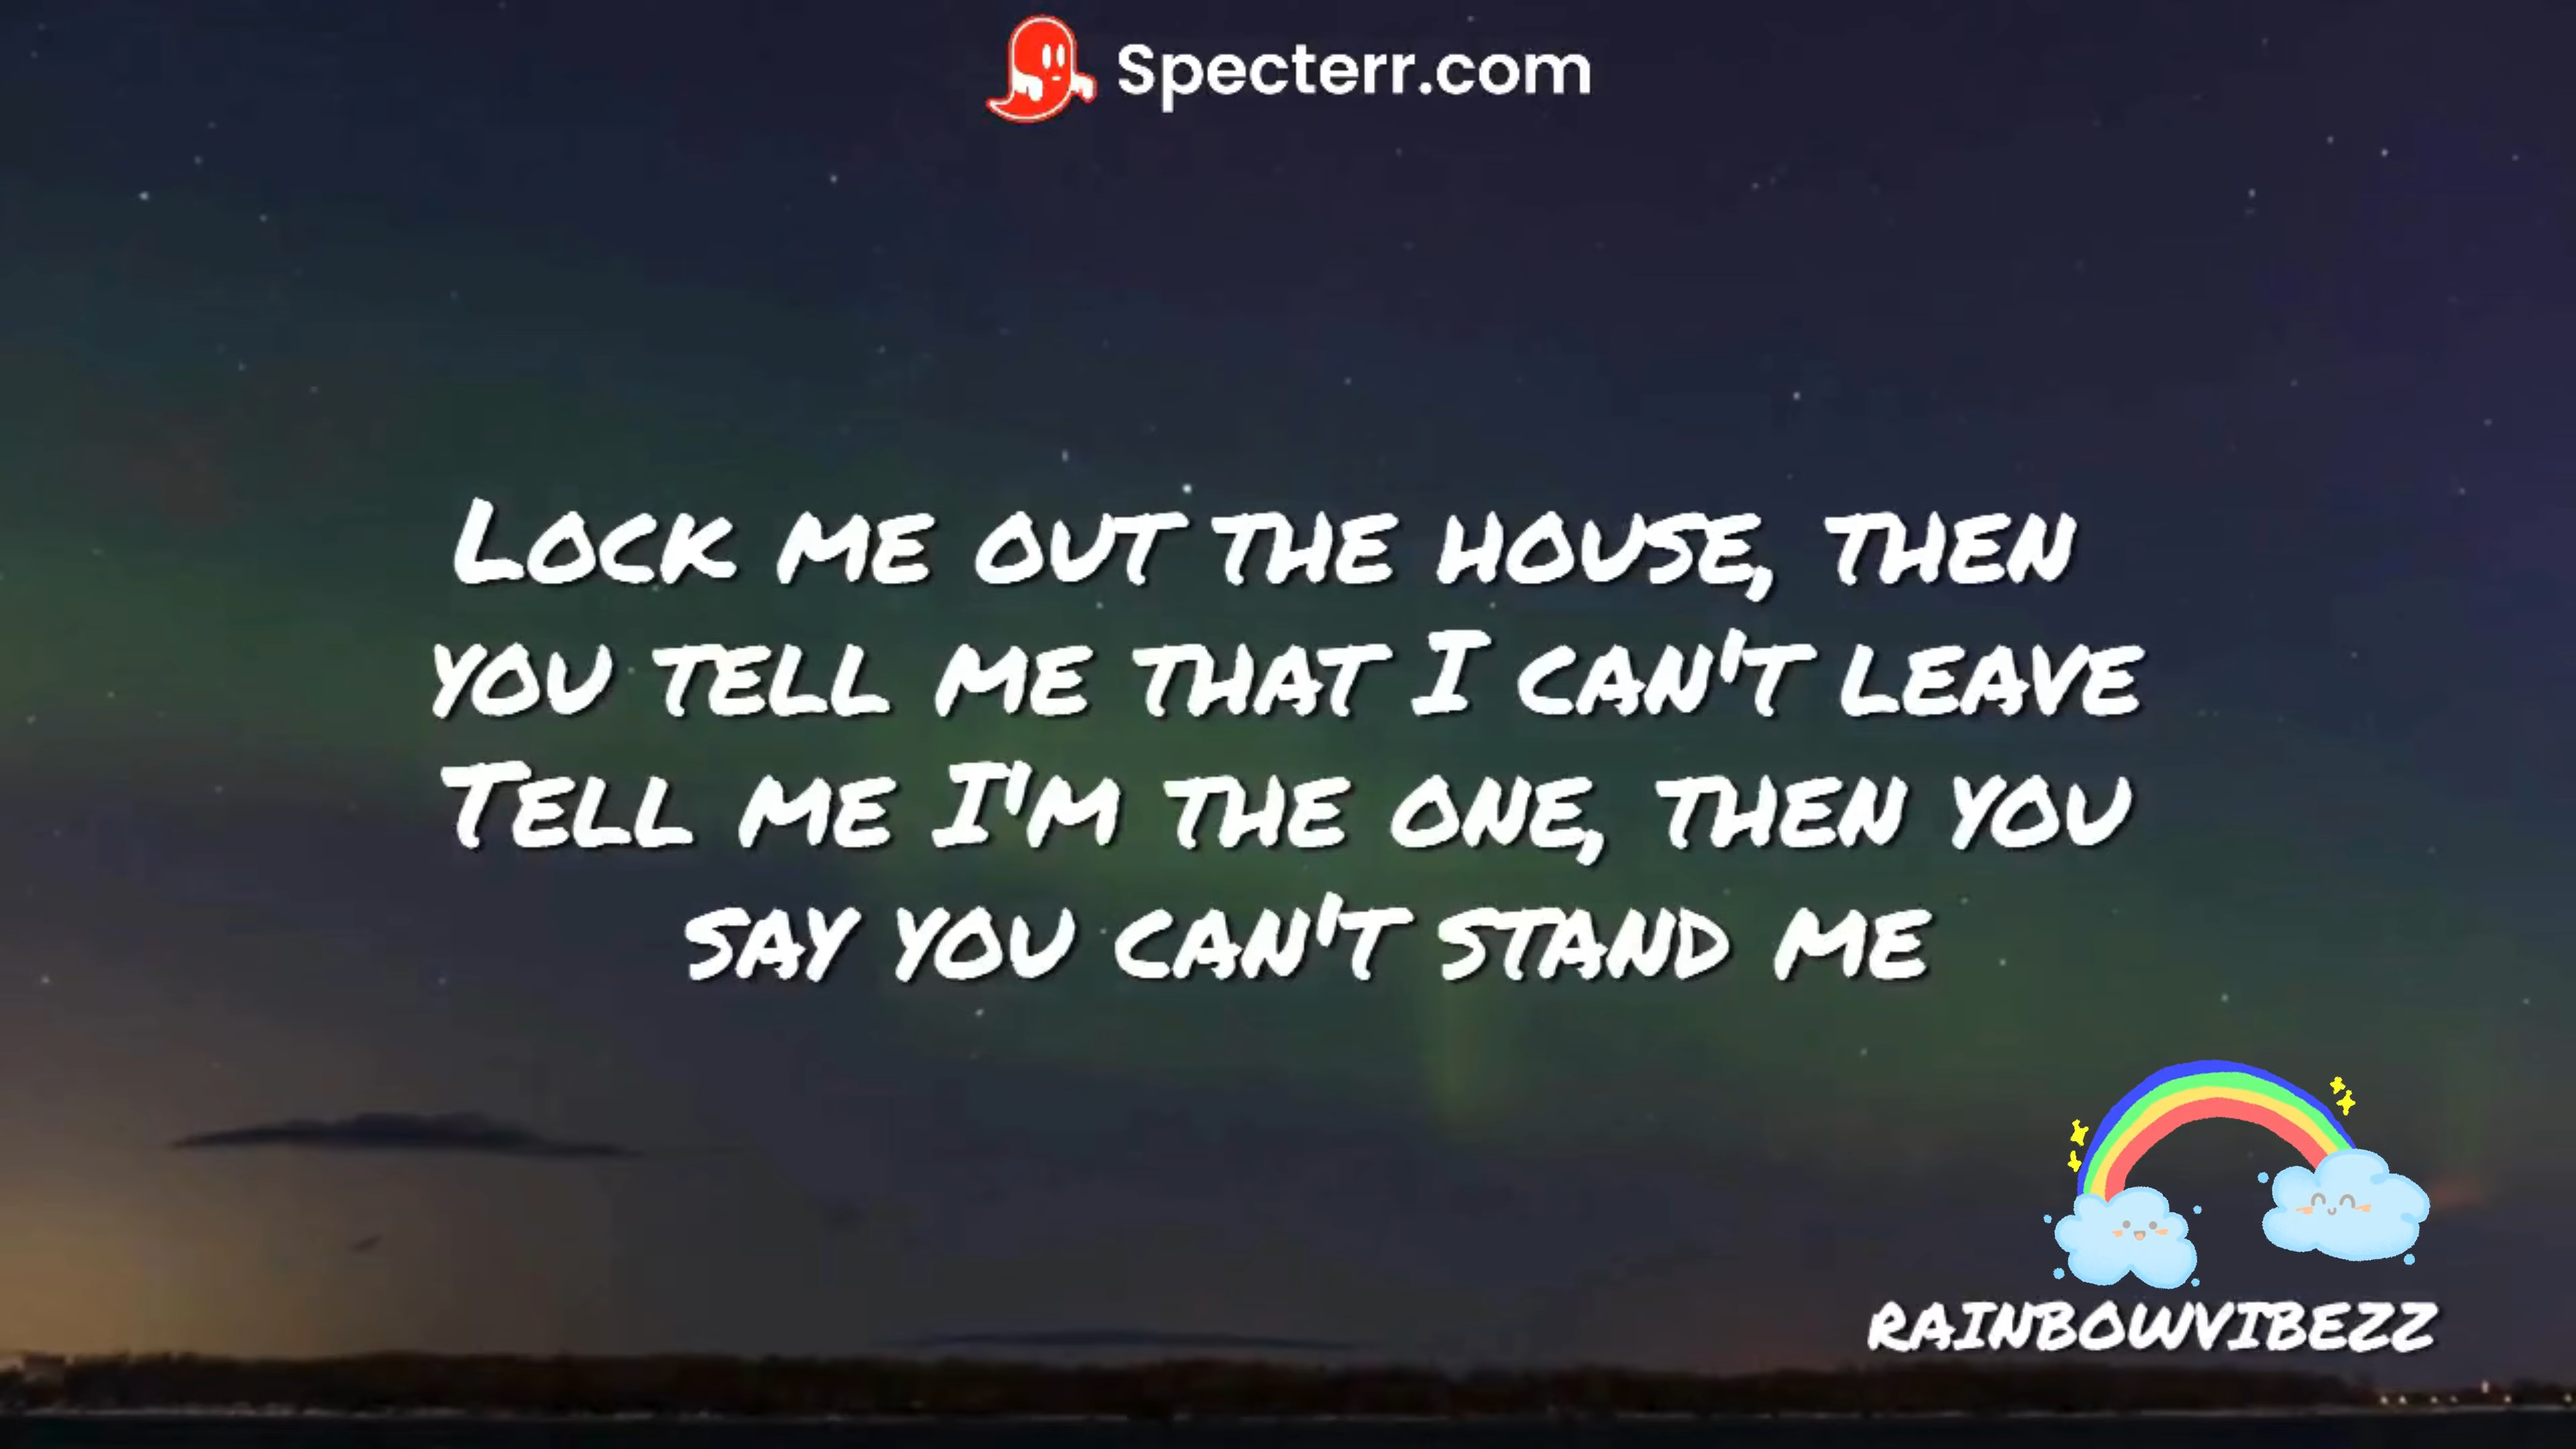 Specterr.com
Lock me out the house, then
you tell me that I can't leave
Tell me I'm the one, then you
say you can't stand me
RAINBOWVIBEZZ